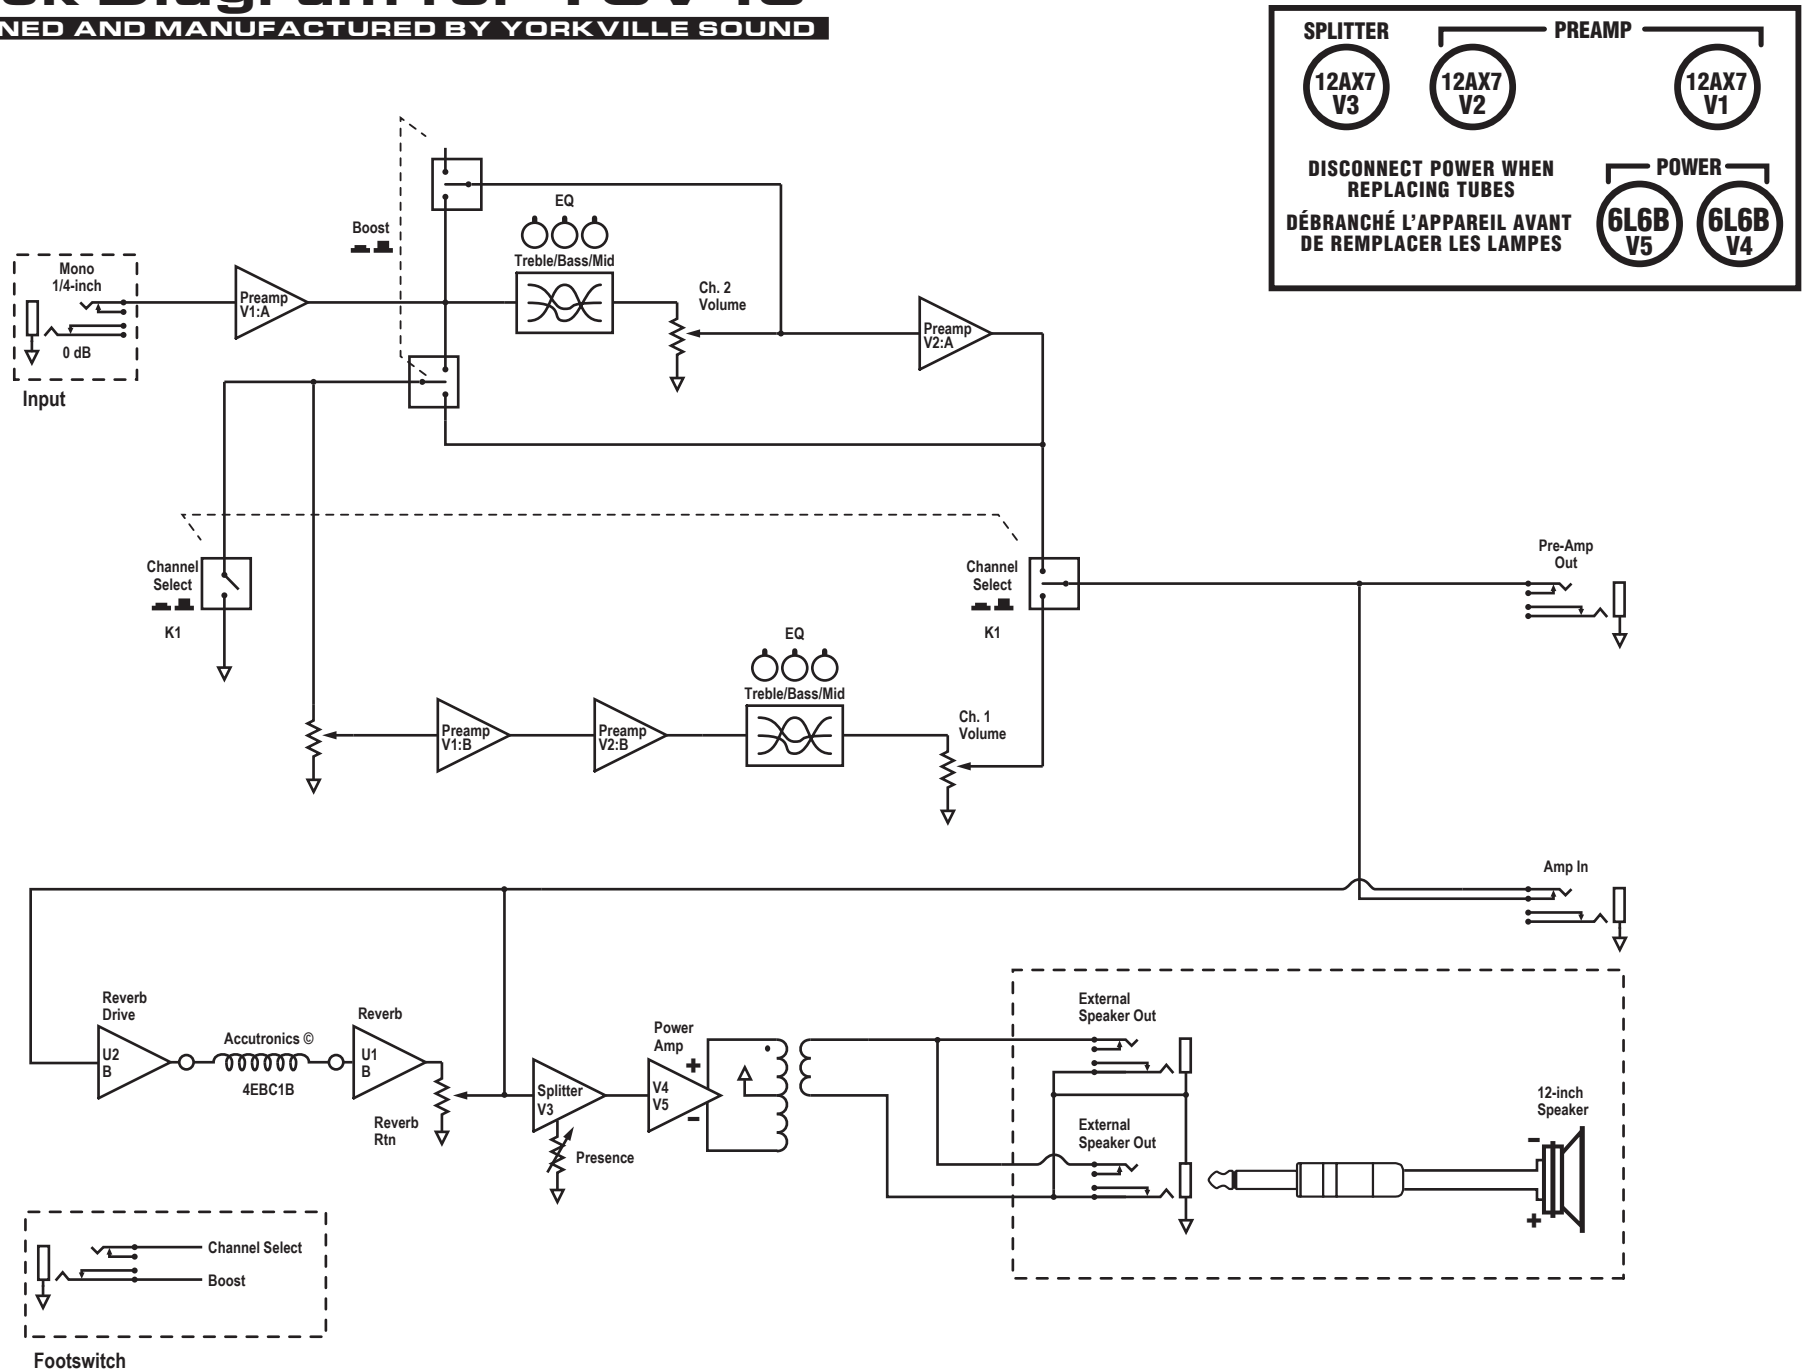 NED AND MANUFACTURED BY YORKVILLE SOUND
SPLITTER
PREAMP
12AX7
V3
12AX7
V2
12AX7
V1
DISCONNECT POWER WHEN
REPLACING TUBES
DÉBRANCHÉ L'APPAREIL AVANT
DE REMPLACER LES LAMPES
POWER
6L6B
V5
6L6B
V4
Boost
EQ
Treble/Bass/Mid
Mono
1/4-inch
0 dB
Input
Preamp
V1:A
Ch. 2
Volume
Preamp
V2:A
Channel
Select
K1
Channel
Select
K1
Pre-Amp
Out
EQ
Treble/Bass/Mid
Preamp
V1:B
Preamp
V2:B
Ch. 1
Volume
Amp In
Reverb
Drive
U2
B
Accutronics ©
4EBC1B
Reverb
U1
B
Reverb
Rtn
Splitter
V3
Presence
Power
Amp
V4
V5
+
–
External
Speaker Out
External
Speaker Out
12-inch
Speaker
–
+
Channel Select
Boost
Footswitch